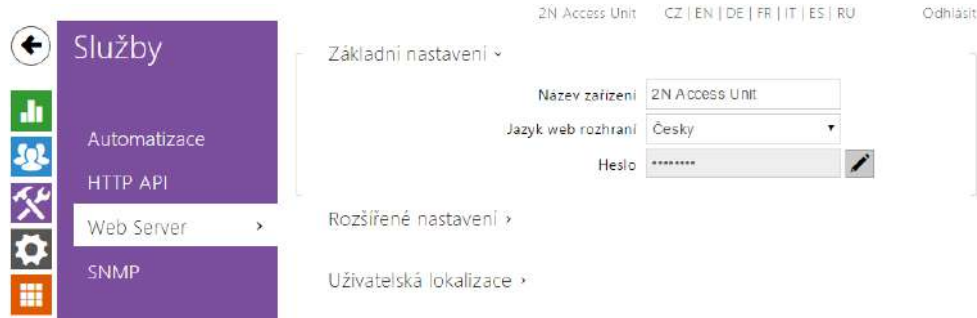 2N Access Unit CZ | EN | DE | FR | IT | ES | RU Odhlásit
Služby
Automatizace
HTTP API
Web Server ›
SNMP
Základní nastavení
Název zařízení 2N Access Unit
Jazyk web rozhraní Česky
Heslo ········
Rozšířené nastavení ›
Uživatelská lokalizace ›